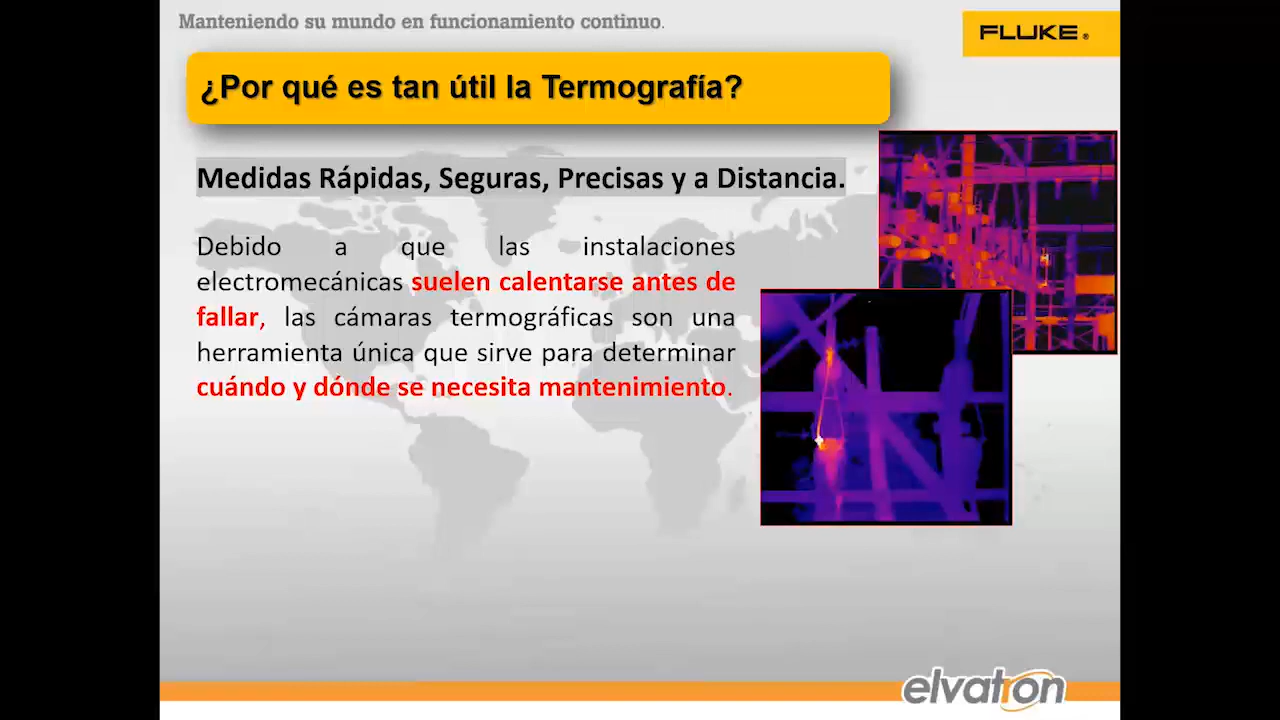 Manteniendo su mundo en funcionamiento continuo.
FLUKE®
¿Por qué es tan útil la Termografía?
Medidas Rápidas, Seguras, Precisas y a Distancia.
Debido a que las instalaciones
electromecánicas suelen calentarse antes de
fallar, las cámaras termográficas son una
herramienta única que sirve para determinar
cuándo y dónde se necesita mantenimiento.
elvatron